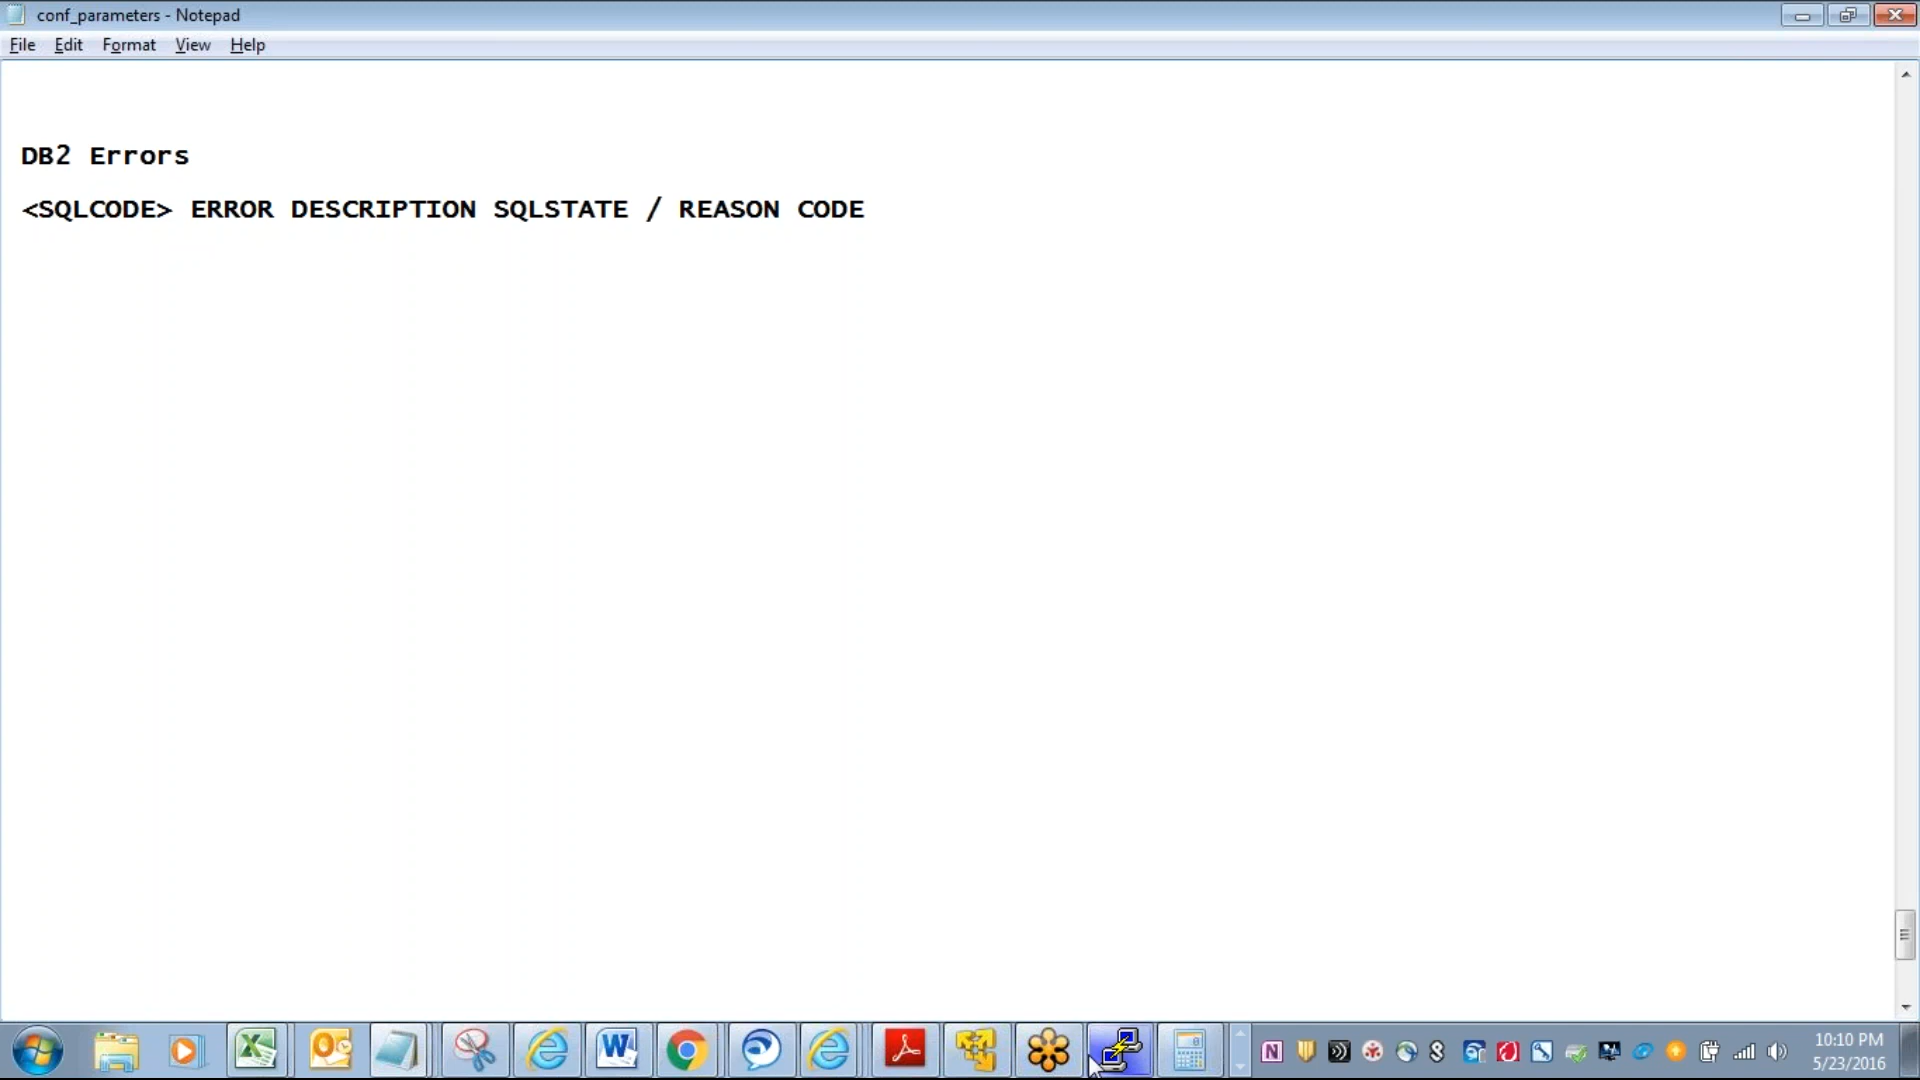 conf_parameters - Notepad
File Edit Format View Help
DB2 Errors
<SQLCODE> ERROR DESCRIPTION SQLSTATE / REASON CODE
10:10 PM
5/23/2016